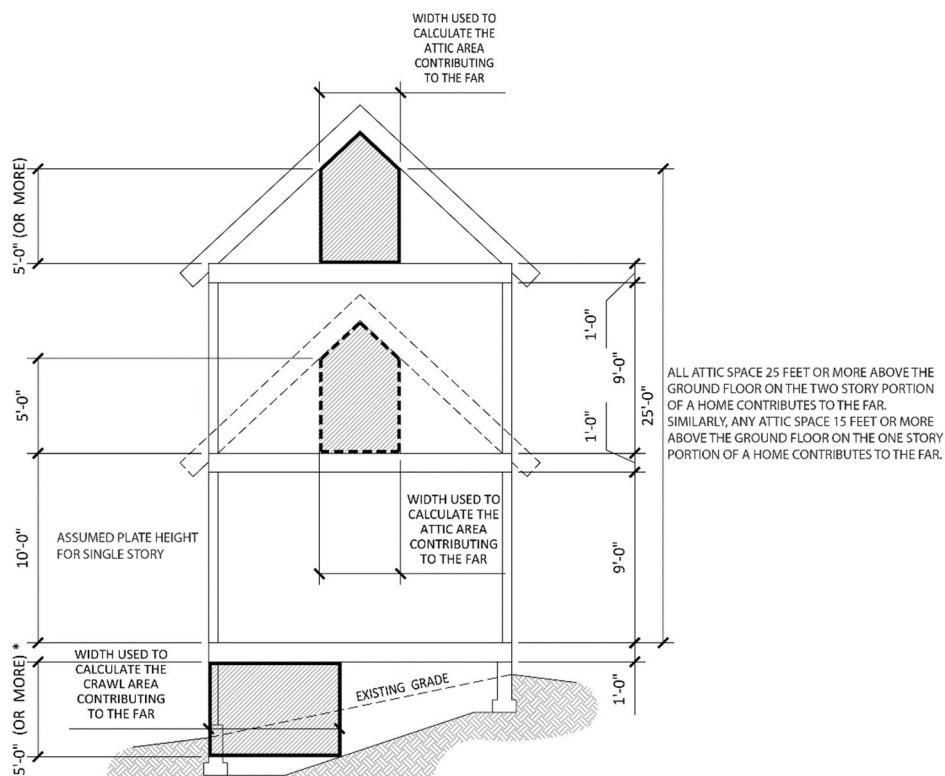 WIDTH USED TO
CALCULATE THE
ATTIC AREA
CONTRIBUTING
TO THE FAR
5'-0" (OR MORE)
1'-0"
9'-0"
25'-0"
5'-0"
1'-0"
ALL ATTIC SPACE 25 FEET OR MORE ABOVE THE
GROUND FLOOR ON THE TWO STORY PORTION
OF A HOME CONTRIBUTES TO THE FAR.
SIMILARLY, ANY ATTIC SPACE 15 FEET OR MORE
ABOVE THE GROUND FLOOR ON THE ONE STORY
PORTION OF A HOME CONTRIBUTES TO THE FAR.
WIDTH USED TO
CALCULATE THE
ATTIC AREA
CONTRIBUTING
TO THE FAR
10'-0"
ASSUMED PLATE HEIGHT
FOR SINGLE STORY
9'-0"
5'-0" (OR MORE) *
WIDTH USED TO
CALCULATE THE
CRAWL AREA
CONTRIBUTING
TO THE FAR
EXISTING GRADE
1'-0"